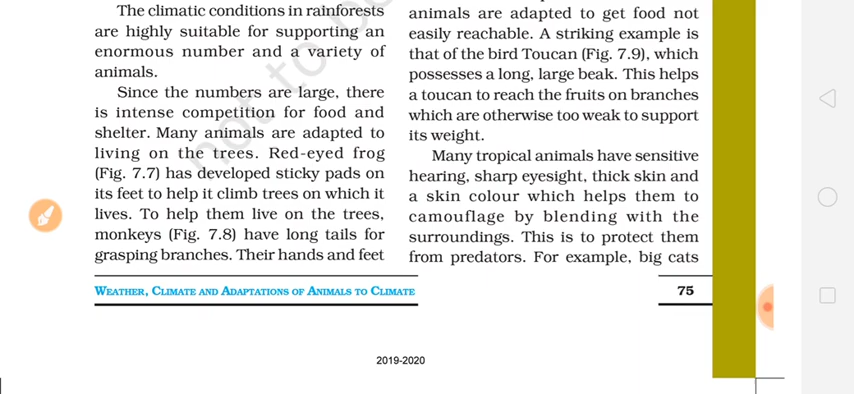 The climatic conditions in rainforests
are highly suitable for supporting an
enormous number and a variety of
animals.
Since the numbers are large, there
is intense competition for food and
shelter. Many animals are adapted to
living on the trees. Red-eyed frog
(Fig. 7.7) has developed sticky pads on
its feet to help it climb trees on which it
lives. To help them live on the trees,
monkeys (Fig. 7.8) have long tails for
grasping branches. Their hands and feet
animals are adapted to get food not
easily reachable. A striking example is
that of the bird Toucan (Fig. 7.9), which
possesses a long, large beak. This helps
a toucan to reach the fruits on branches
which are otherwise too weak to support
its weight.
Many tropical animals have sensitive
hearing, sharp eyesight, thick skin and
a skin colour which helps them to
camouflage by blending with the
surroundings. This is to protect them
from predators. For example, big cats
WEATHER, CLIMATE AND ADAPTATIONS OF ANIMALS TO CLIMATE
75
2019-2020
not to be